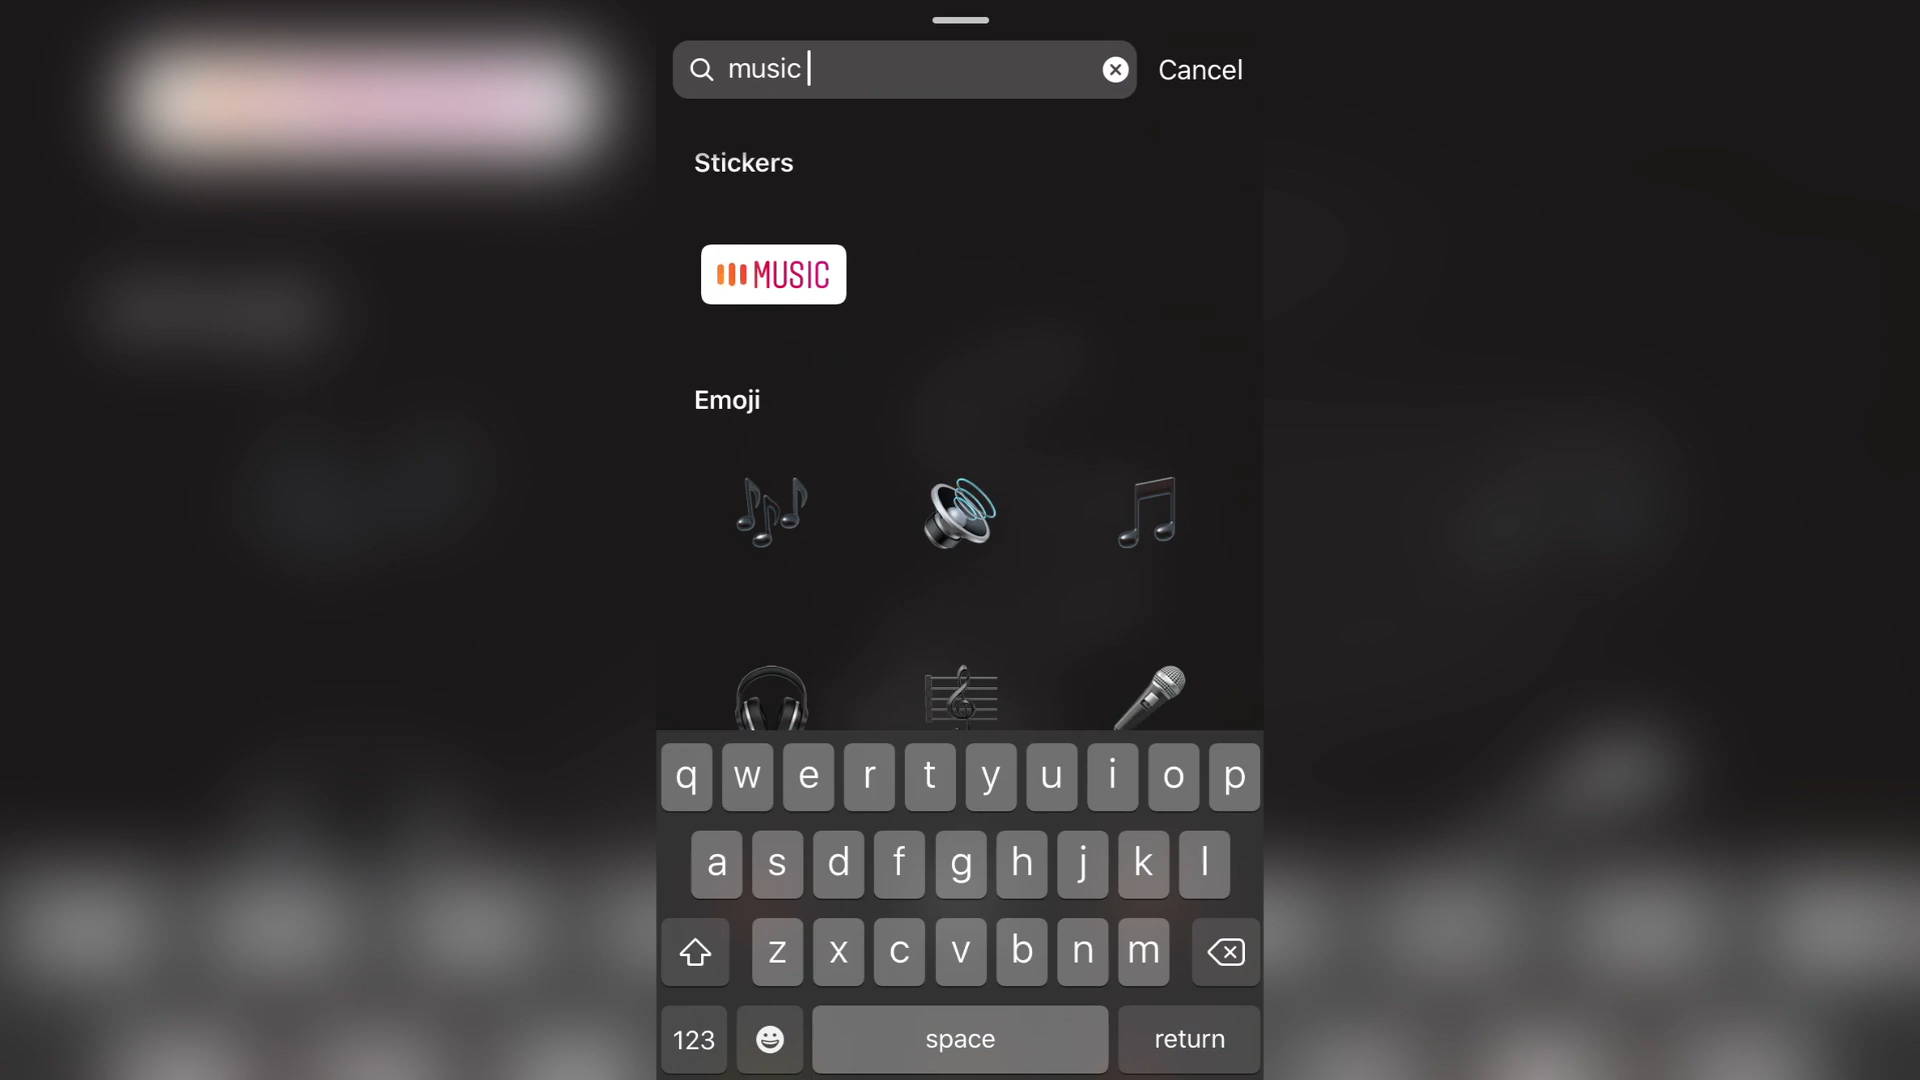 music
Cancel
Stickers
MUSIC
Emoji
q w e r t y u i o p
a s d f g h j k l
z x c v b n m
123 space return